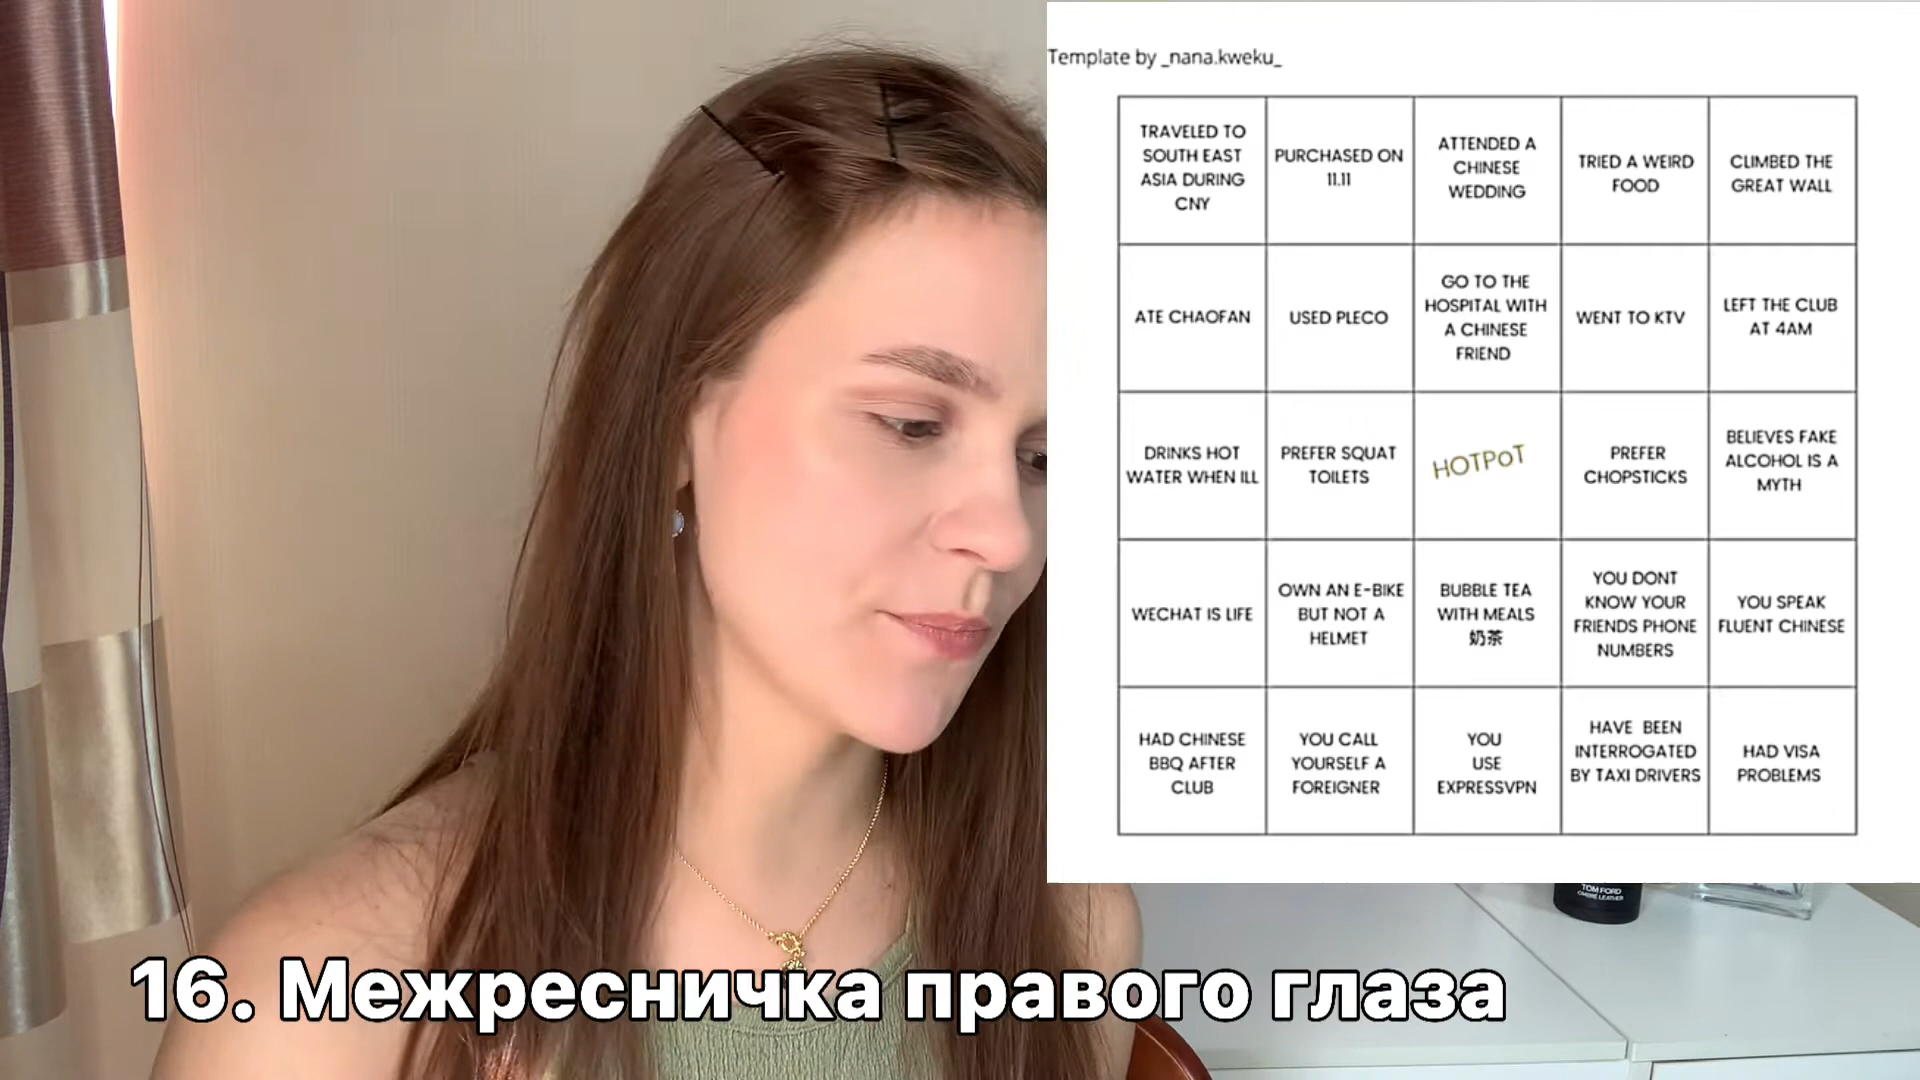 Template by _nana.kweku_
TRAVELED TO
SOUTH EAST
ASIA DURING
CNY
PURCHASED ON
11.11
ATTENDED A
CHINESE
WEDDING
TRIED A WEIRD
FOOD
CLIMBED THE
GREAT WALL
ATE CHAOFAN
USED PLECO
GO TO THE
HOSPITAL WITH
A CHINESE
FRIEND
WENT TO KTV
LEFT THE CLUB
AT 4AM
DRINKS HOT
WATER WHEN ILL
PREFER SQUAT
TOILETS
HOTPoT
PREFER
CHOPSTICKS
BELIEVES FAKE
ALCOHOL IS A
MYTH
WECHAT IS LIFE
OWN AN E-BIKE
BUT NOT A
HELMET
BUBBLE TEA
WITH MEALS
奶茶
YOU DONT
KNOW YOUR
FRIENDS PHONE
NUMBERS
YOU SPEAK
FLUENT CHINESE
HAD CHINESE
BBQ AFTER
CLUB
YOU CALL
YOURSELF A
FOREIGNER
YOU
USE
EXPRESSVPN
HAVE BEEN
INTERROGATED
BY TAXI DRIVERS
HAD VISA
PROBLEMS
TOM FORD
OMBRÉ LEATHER
16. Межресничка правого глаза